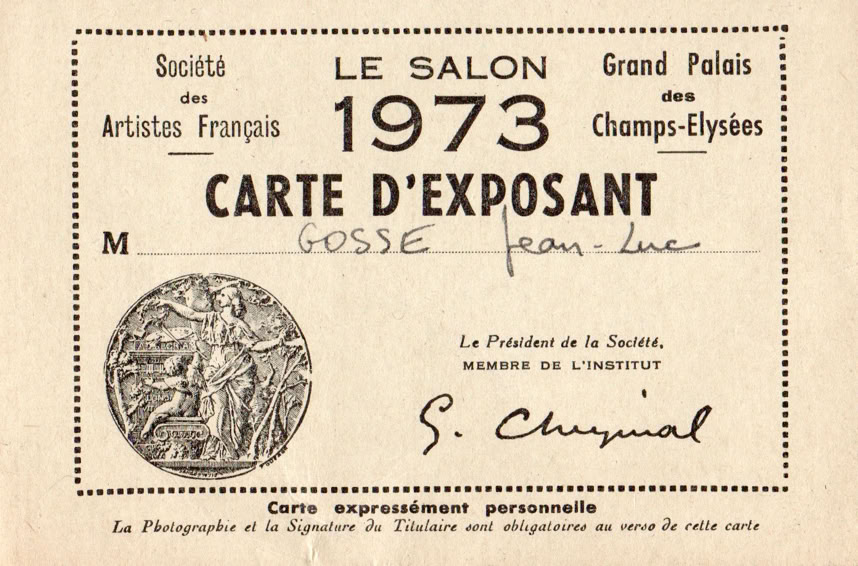 Société
des
Artistes Français
LE SALON
1973
Grand Palais
des
Champs-Elysées
CARTE D'EXPOSANT
M GOSSE Jean-Luc
Le Président de la Société,
MEMBRE DE L'INSTITUT
Carte expressément personnelle
La Photographie et la Signature du Titulaire sont obligatoires au verso de cette carte